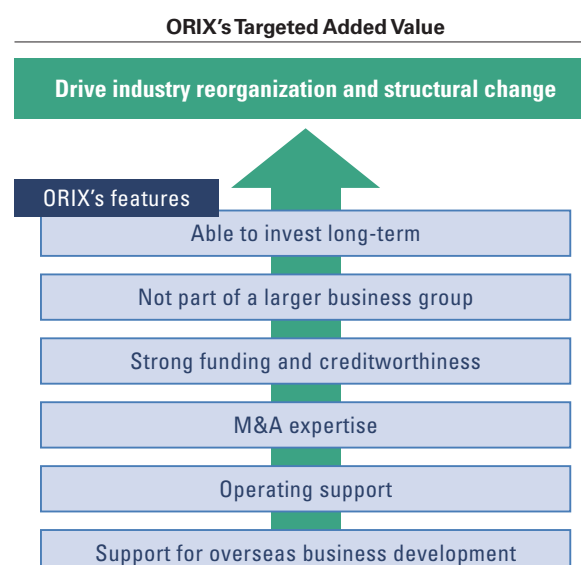 ORIX's Targeted Added Value
Drive industry reorganization and structural change
ORIX's features
Able to invest long-term
Not part of a larger business group
Strong funding and creditworthiness
M&A expertise
Operating support
Support for overseas business development